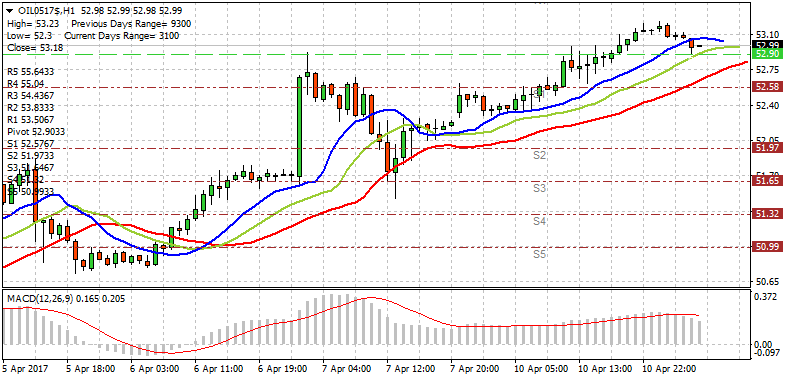 OIL0517$,H1 52.98 52.99 52.98 52.99
High= 53.23 Previous Days Range= 9300
Low= 52.3 Current Days Range= 3100
Close= 53.18
R5 55.6433
R4 55.04
R3 54.4367
R2 53.8333
R1 53.5067
Pivot 52.9033
S1 52.5767
S2 51.9733
S3
S4
S5
53.10
52.99
52.90
52.75
52.58
52.40
52.05
51.97
51.65
51.32
50.99
50.65
S2
S3
S4
S5
MACD(12,26,9) 0.165 0.205
0.372
0.00
-0.097
5 Apr 2017
5 Apr 18:00
6 Apr 03:00
6 Apr 11:00
6 Apr 19:00
7 Apr 04:00
7 Apr 12:00
7 Apr 20:00
10 Apr 05:00
10 Apr 13:00
10 Apr 22:00